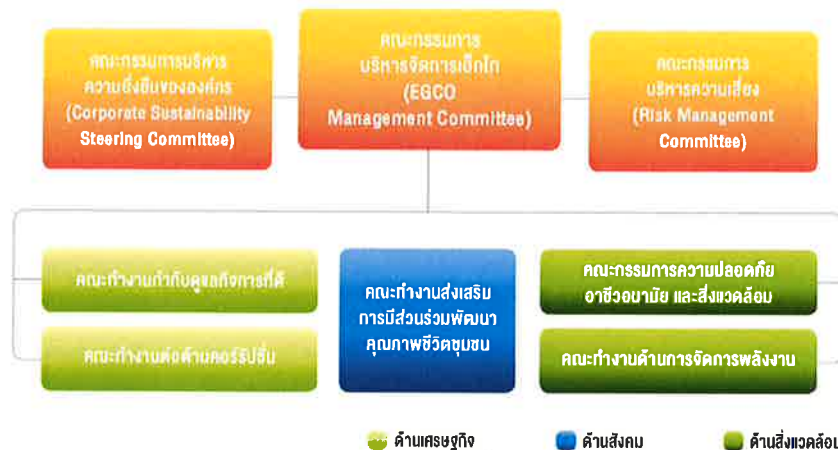 คณะกรรมการบริหาร
ความยั่งยืนขององค์กร
(Corporate Sustainability
Steering Committee)
คณะกรรมการ
บริหารจัดการเอ็กโก
(EGCO
Management Committee)
คณะกรรมการ
บริหารความเสี่ยง
(Risk Management
Committee)
คณะทำงานกำกับดูแลกิจการที่ดี
คณะทำงานต่อต้านคอร์รัปชั่น
คณะทำงานส่งเสริม
การมีส่วนร่วมพัฒนา
คุณภาพชีวิตชุมชน
คณะกรรมการความปลอดภัย
อาชีวอนามัย และสิ่งแวดล้อม
คณะทำงานด้านการจัดการพลังงาน
ด้านเศรษฐกิจ
ด้านสังคม
ด้านสิ่งแวดล้อม